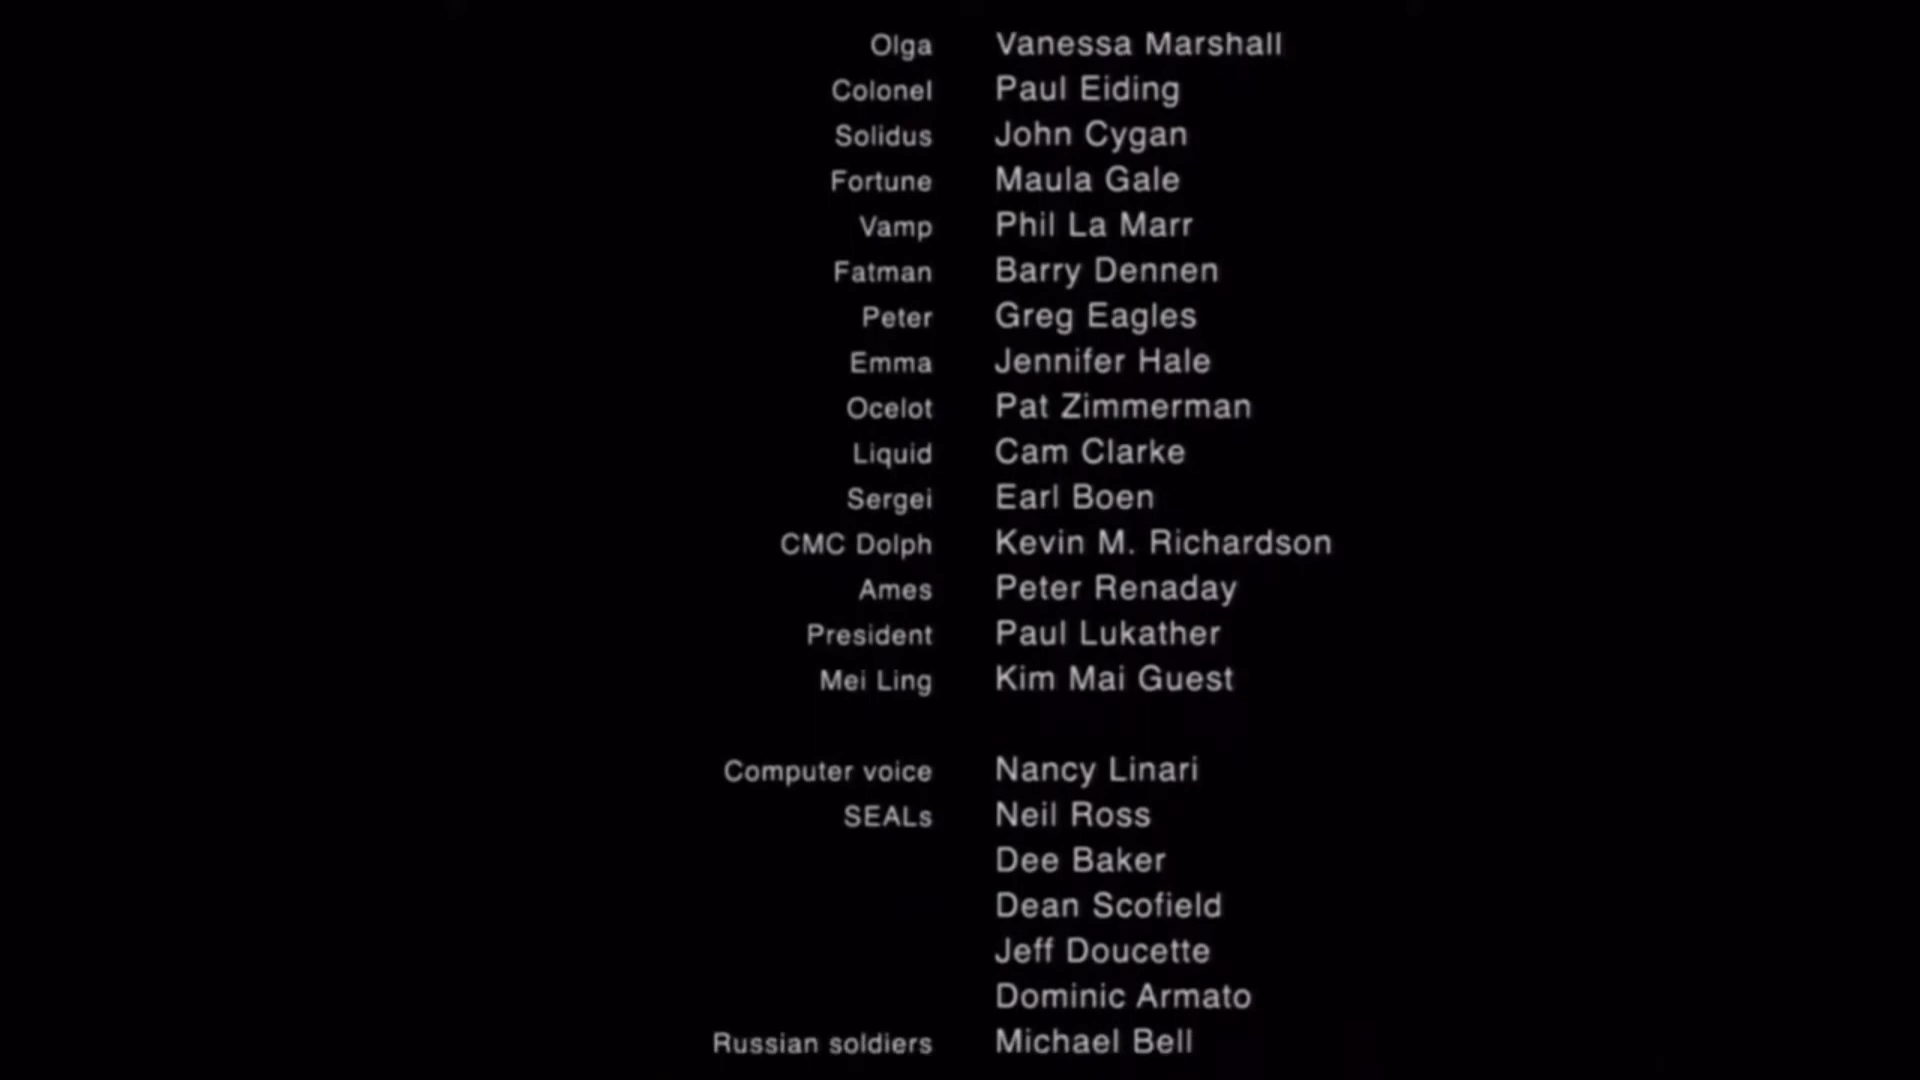 Olga Vanessa Marshall
Colonel Paul Eiding
Solidus John Cygan
Fortune Maula Gale
Vamp Phil La Marr
Fatman Barry Dennen
Peter Greg Eagles
Emma Jennifer Hale
Ocelot Pat Zimmerman
Liquid Cam Clarke
Sergei Earl Boen
CMC Dolph Kevin M. Richardson
Ames Peter Renaday
President Paul Lukather
Mei Ling Kim Mai Guest
Computer voice Nancy Linari
SEALs Neil Ross
Dee Baker
Dean Scofield
Jeff Doucette
Dominic Armato
Russian soldiers Michael Bell